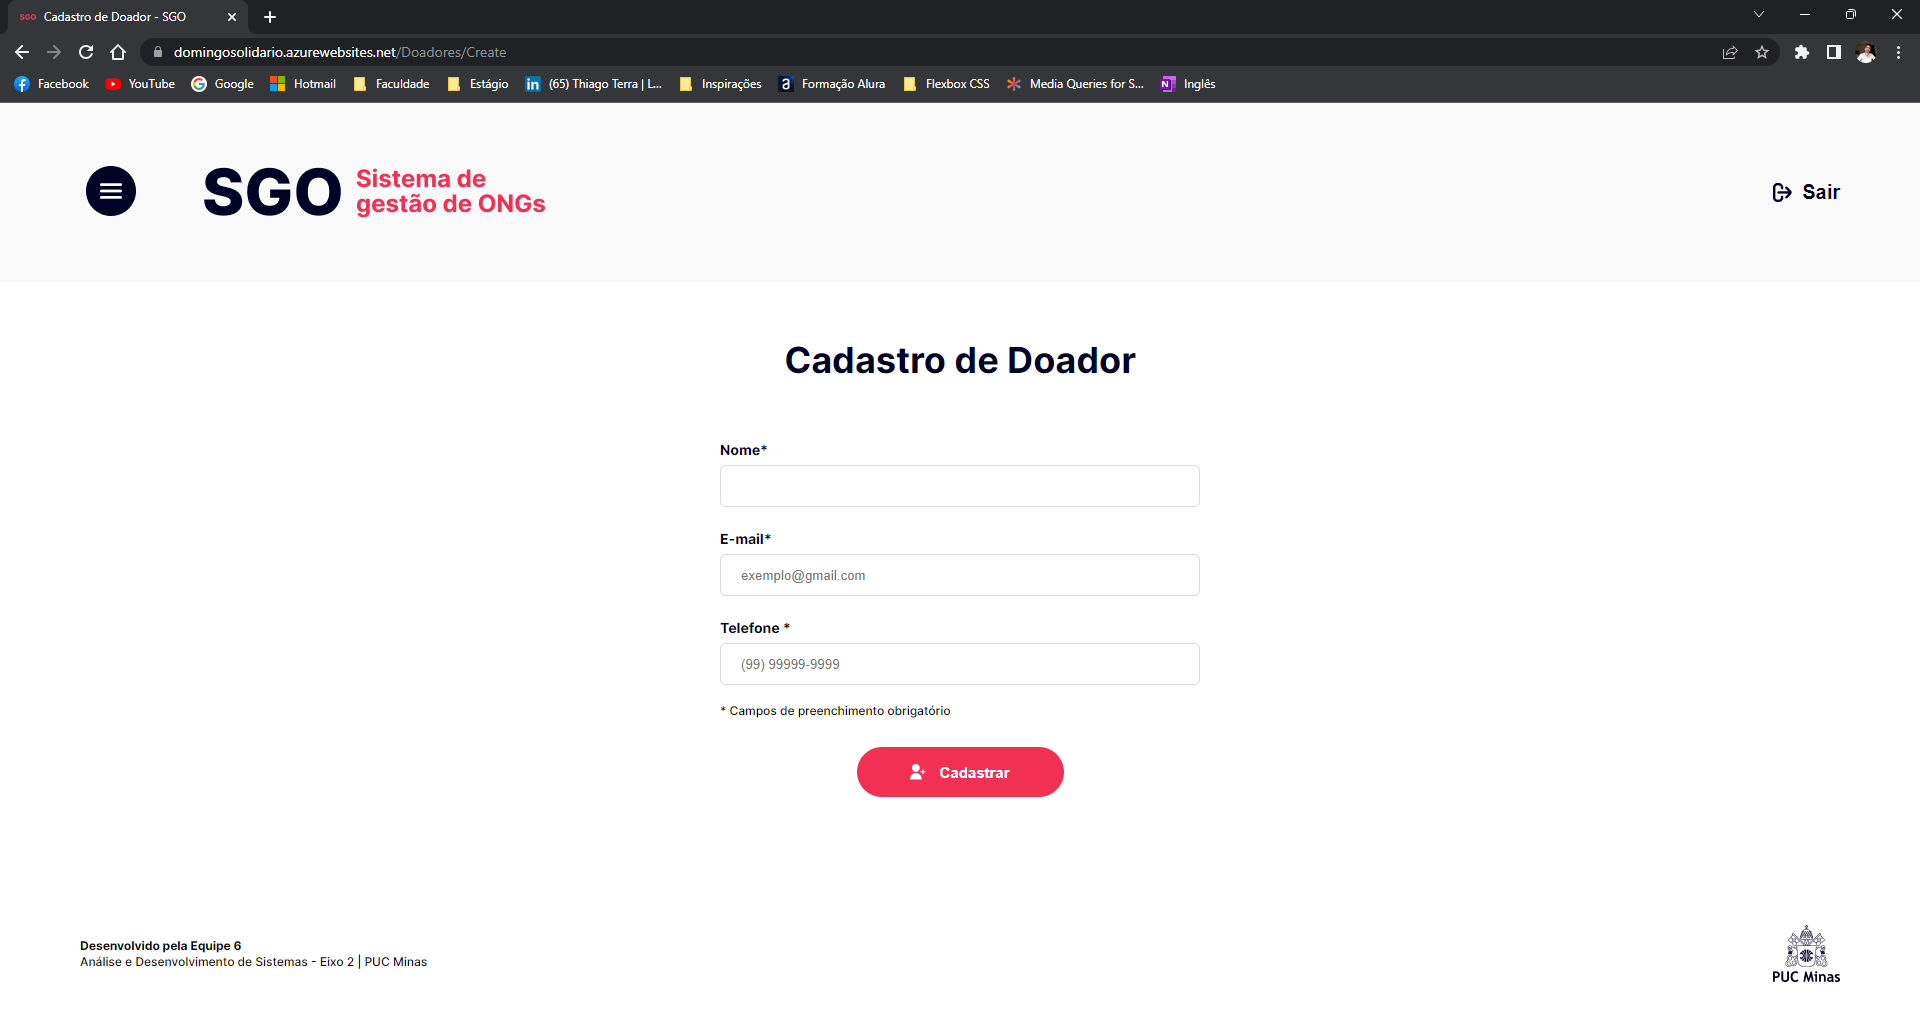 SGO Cadastro de Doador - SGO
domingosolidario.azurewebsites.net/Doadores/Create
Facebook YouTube Google Hotmail Faculdade Estágio in (65) Thiago Terra | L... Inspirações a Formação Alura Flexbox CSS Media Queries for S... N Inglês
SGO
Sistema de
gestão de ONGs
Sair
Cadastro de Doador
Nome*
E-mail*
exemplo@gmail.com
Telefone *
(99) 99999-9999
* Campos de preenchimento obrigatório
Cadastrar
Desenvolvido pela Equipe 6
Análise e Desenvolvimento de Sistemas - Eixo 2 | PUC Minas
PUC Minas